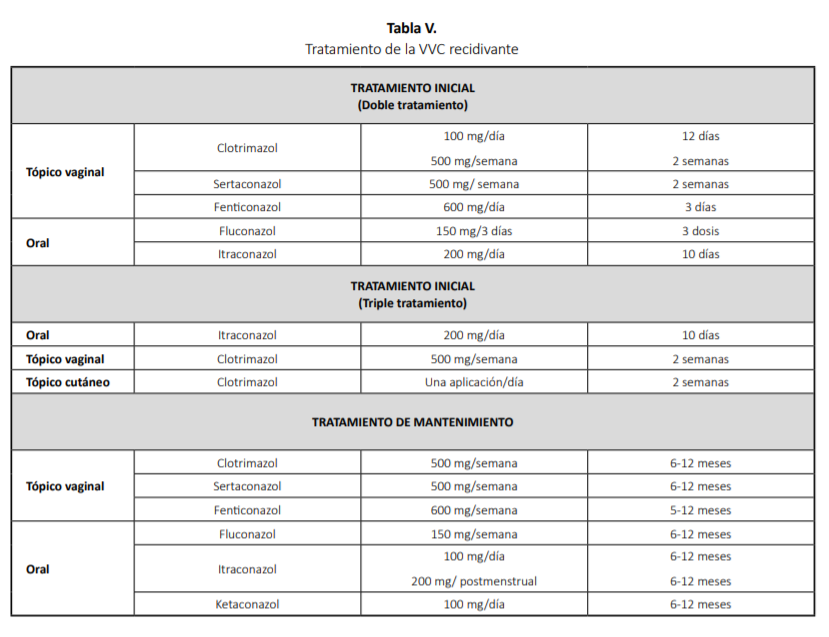 Tabla V.
Tratamiento de la VVC recidivante
TRATAMIENTO INICIAL
(Doble tratamiento)
Tópico vaginal
Clotrimazol
100 mg/día
12 días
500 mg/semana
2 semanas
Sertaconazol
500 mg/ semana
2 semanas
Fenticonazol
600 mg/día
3 días
Oral
Fluconazol
150 mg/3 días
3 dosis
Itraconazol
200 mg/día
10 días
TRATAMIENTO INICIAL
(Triple tratamiento)
Oral
Itraconazol
200 mg/día
10 días
Tópico vaginal
Clotrimazol
500 mg/semana
2 semanas
Tópico cutáneo
Clotrimazol
Una aplicación/día
2 semanas
TRATAMIENTO DE MANTENIMIENTO
Tópico vaginal
Clotrimazol
500 mg/semana
6-12 meses
Sertaconazol
500 mg/semana
6-12 meses
Fenticonazol
600 mg/semana
5-12 meses
Oral
Fluconazol
150 mg/semana
6-12 meses
Itraconazol
100 mg/día
6-12 meses
200 mg/ postmenstrual
6-12 meses
Ketaconazol
100 mg/día
6-12 meses